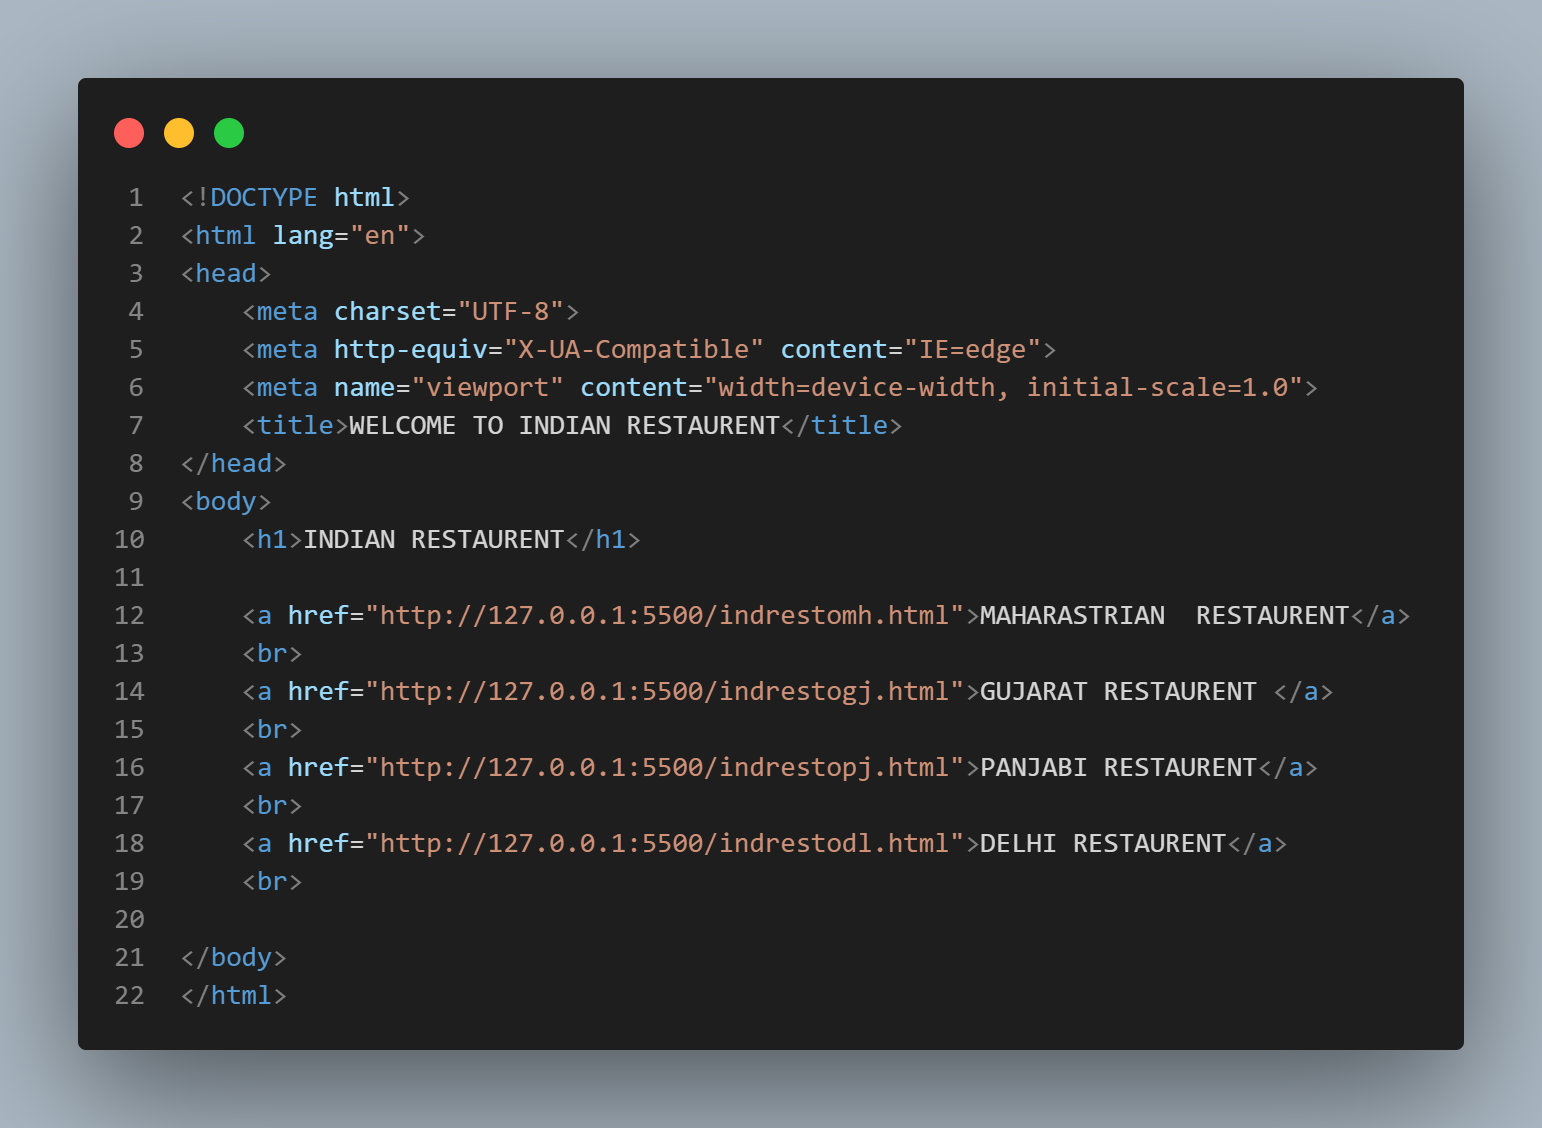 1 <!DOCTYPE html>
2 <html lang="en">
3 <head>
4     <meta charset="UTF-8">
5     <meta http-equiv="X-UA-Compatible" content="IE=edge">
6     <meta name="viewport" content="width=device-width, initial-scale=1.0">
7     <title>WELCOME TO INDIAN RESTAURENT</title>
8 </head>
9 <body>
10     <h1>INDIAN RESTAURENT</h1>
11
12     <a href="http://127.0.0.1:5500/indrestomh.html">MAHARASTRIAN  RESTAURENT</a>
13     <br>
14     <a href="http://127.0.0.1:5500/indrestogj.html">GUJARAT RESTAURENT </a>
15     <br>
16     <a href="http://127.0.0.1:5500/indrestopj.html">PANJABI RESTAURENT</a>
17     <br>
18     <a href="http://127.0.0.1:5500/indrestodl.html">DELHI RESTAURENT</a>
19     <br>
20
21 </body>
22 </html>